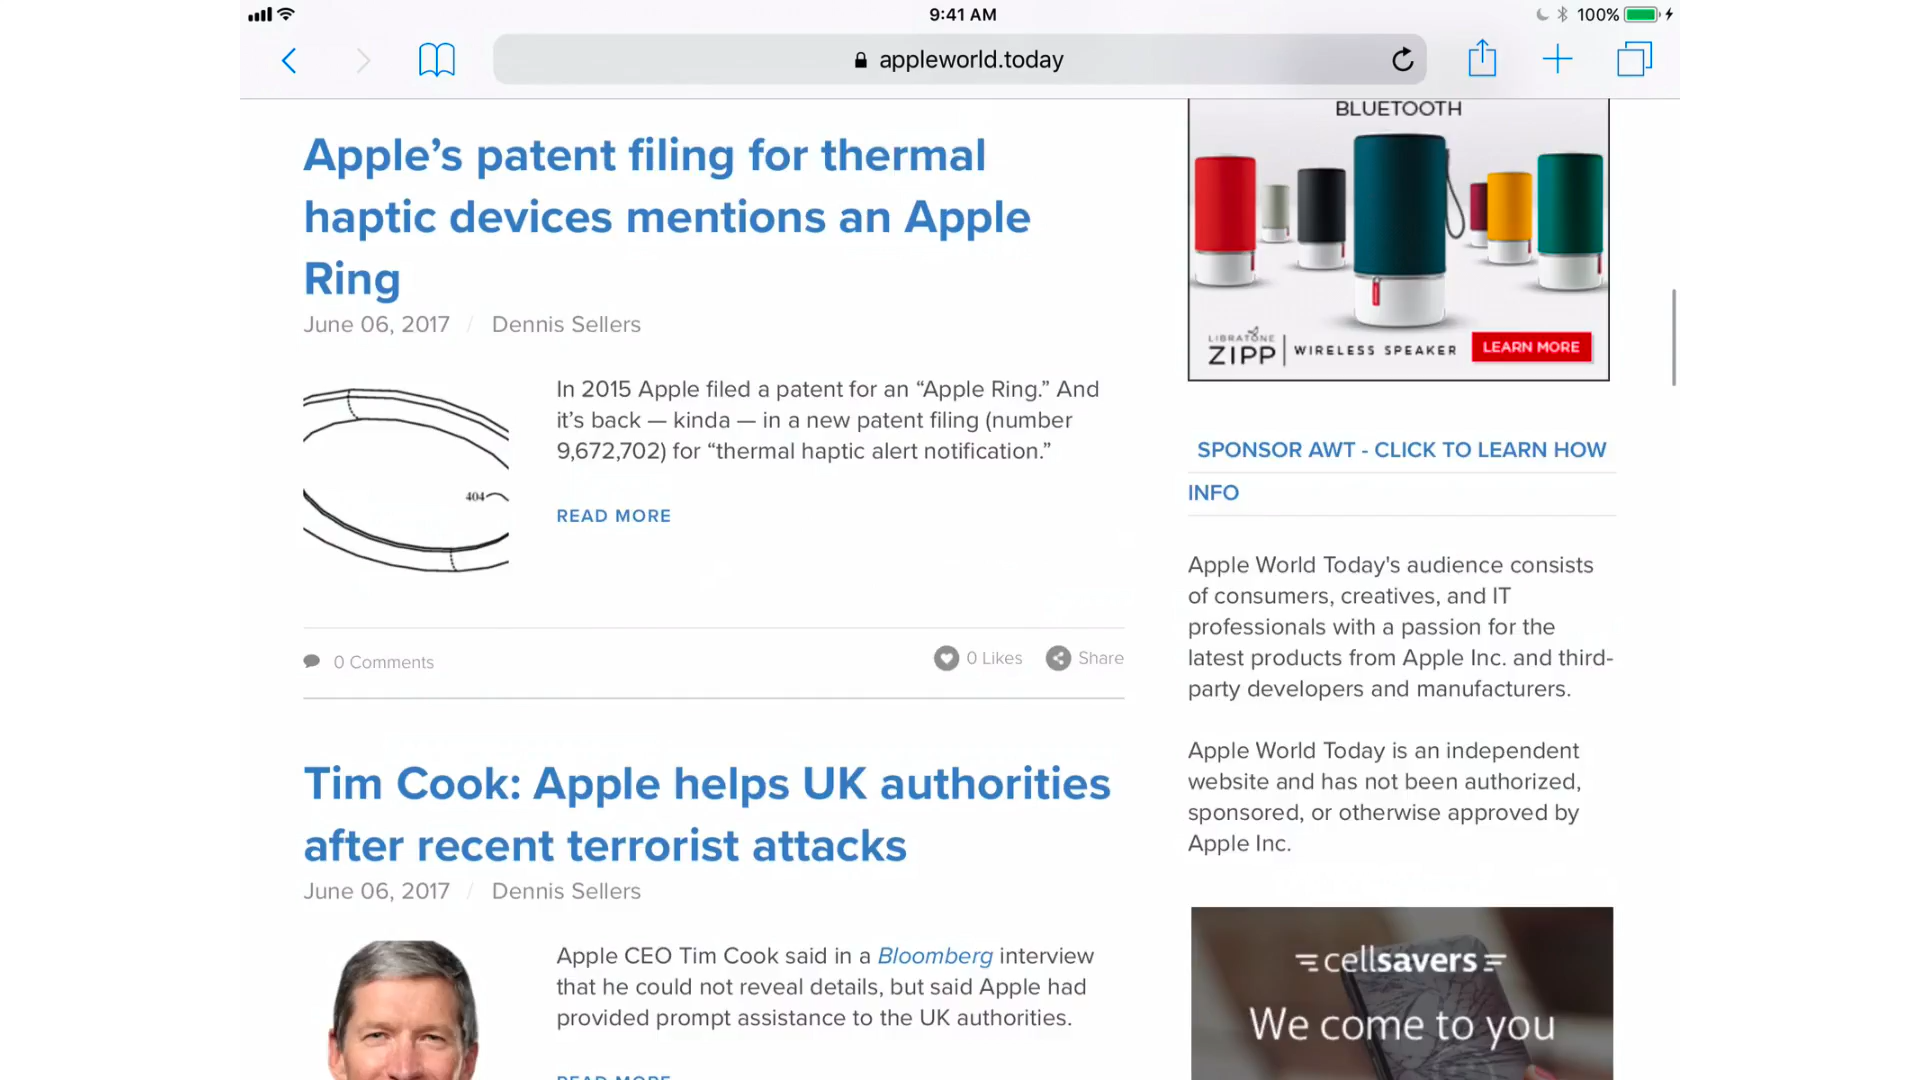 9:41 AM
100%
appleworld.today
Apple’s patent filing for thermal
haptic devices mentions an Apple
Ring
June 06, 2017 / Dennis Sellers
404
In 2015 Apple filed a patent for an “Apple Ring.” And
it’s back — kinda — in a new patent filing (number
9,672,702) for “thermal haptic alert notification.”
READ MORE
0 Comments
0 Likes
Share
Tim Cook: Apple helps UK authorities
after recent terrorist attacks
June 06, 2017 / Dennis Sellers
Apple CEO Tim Cook said in a Bloomberg interview
that he could not reveal details, but said Apple had
provided prompt assistance to the UK authorities.
READ MORE
BLUETOOTH
LIBRATONE
ZIPP
WIRELESS SPEAKER
LEARN MORE
SPONSOR AWT - CLICK TO LEARN HOW
INFO
Apple World Today's audience consists
of consumers, creatives, and IT
professionals with a passion for the
latest products from Apple Inc. and third-
party developers and manufacturers.
Apple World Today is an independent
website and has not been authorized,
sponsored, or otherwise approved by
Apple Inc.
cellsavers
We come to you